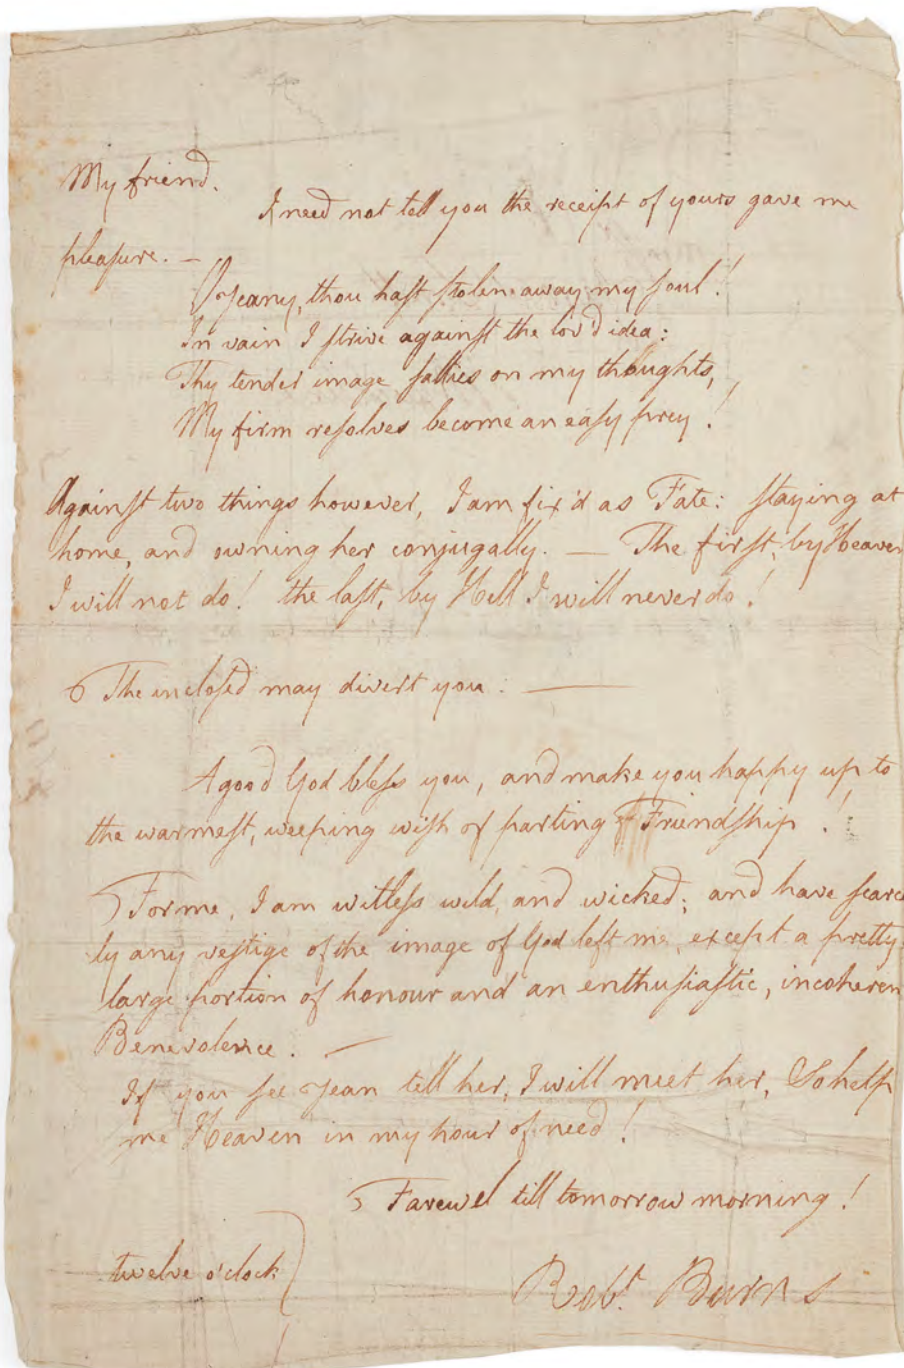 My friend.
I need not tell you the receipt of yours gave me
pleasure. —
O Jeany, thou hast stolen away my soul!
In vain I strive against the lov'd idea:
Thy tender image sallies on my thoughts,
My firm resolves become an easy prey!
Against two things however, I am fix'd as Fate: staying at
home, and owning her conjugally. — The first, by Heaven
I will not do! the last, by Hell I will never do!
The inclosed may divert you: —
A good God bless you, and make you happy up to
the warmest, weeping wish of parting Friendship!
For me, I am witless wild, and wicked; and have scarce
ly any vestige of the image of God left me, except a pretty
large portion of honour and an enthusiastic, incoheren
Benevolence. —
If you see Jean tell her, I will meet her, So help
me Heaven in my hour of need!
Farewel till tomorrow morning!
twelve o'clock
Robt. Burns